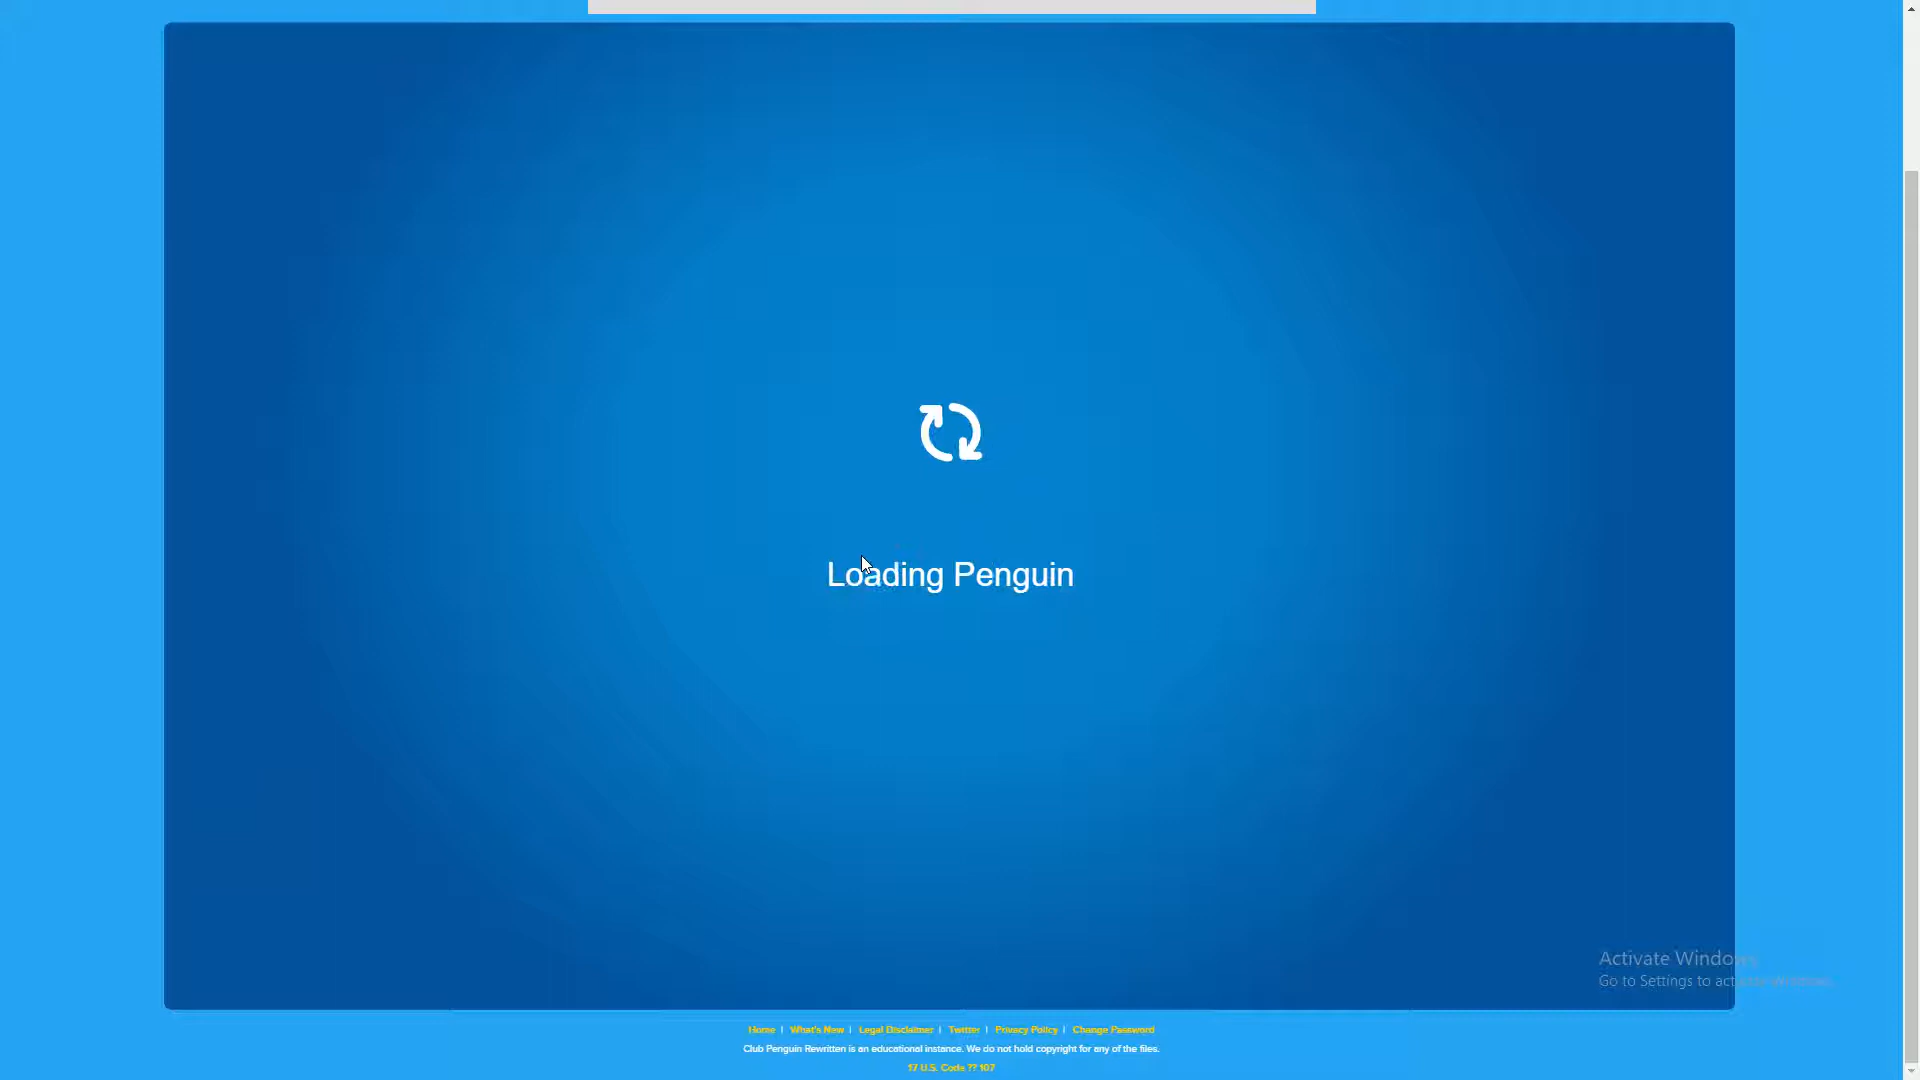 Loading Penguin
Activate Windows
Go to Settings to activate Windows.
Home | What's New | Legal Disclaimer | Twitter | Privacy Policy | Change Password
Club Penguin Rewritten is an educational instance. We do not hold copyright for any of the files.
17 U.S. Code ?? 107